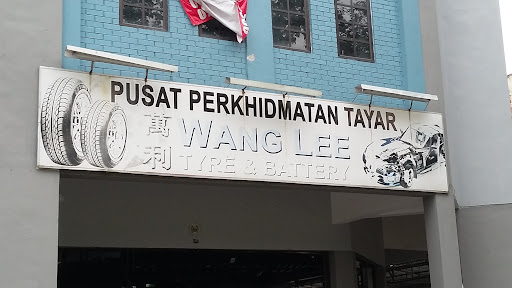 PUSAT PERKHIDMATAN TAYAR
萬利
WANG LEE
TYRE & BATTERY